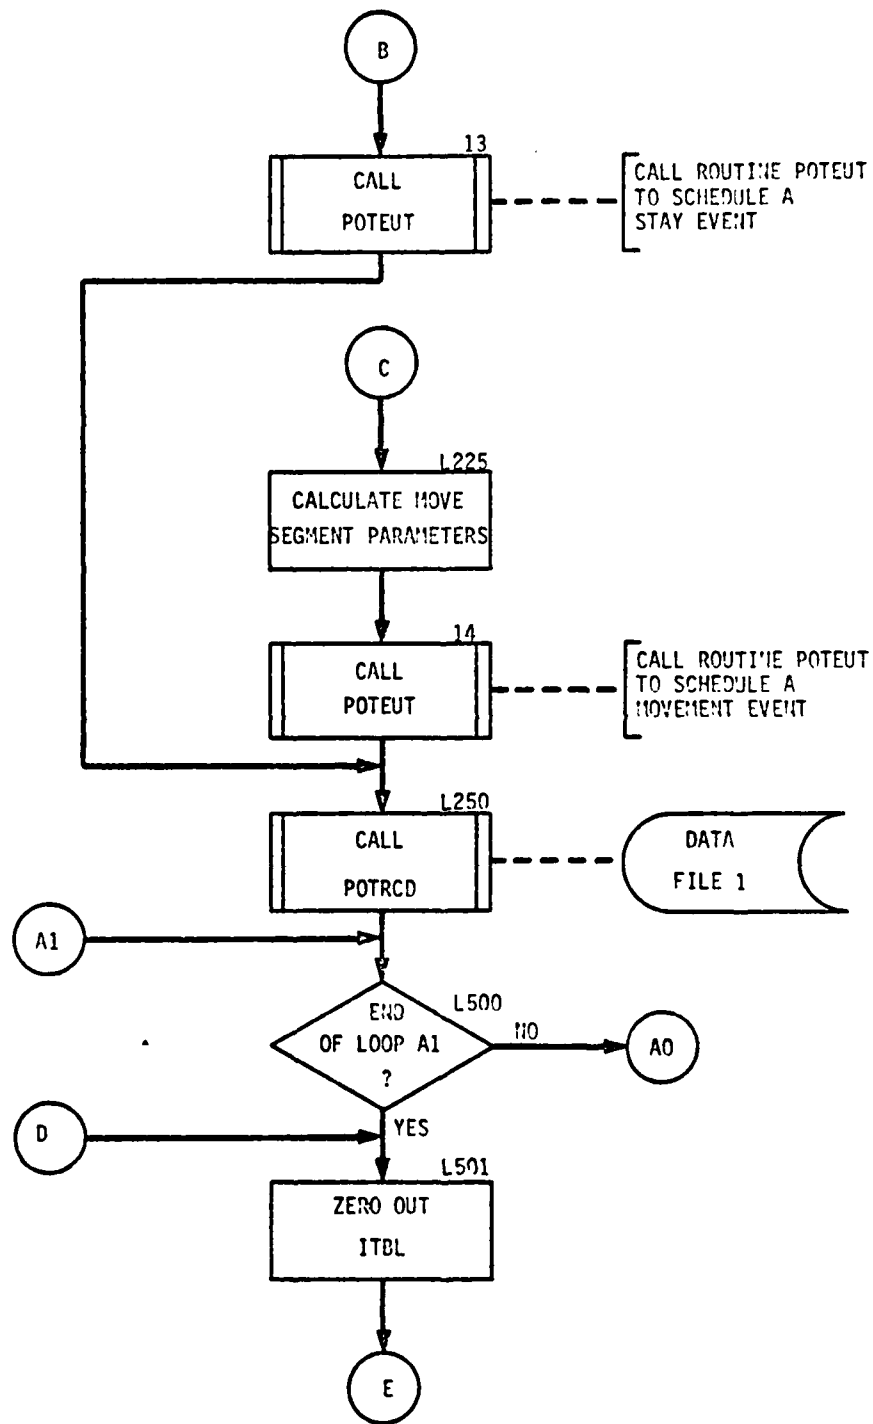 B
13
CALL
POTEUT
CALL ROUTINE POTEUT
TO SCHEDULE A
STAY EVENT
C
L225
CALCULATE MOVE
SEGMENT PARAMETERS
14
CALL
POTEUT
CALL ROUTINE POTEUT
TO SCHEDULE A
MOVEMENT EVENT
L250
CALL
POTRCD
DATA
FILE 1
A1
L500
END
OF LOOP A1
?
NO
A0
D
YES
L501
ZERO OUT
ITBL
E